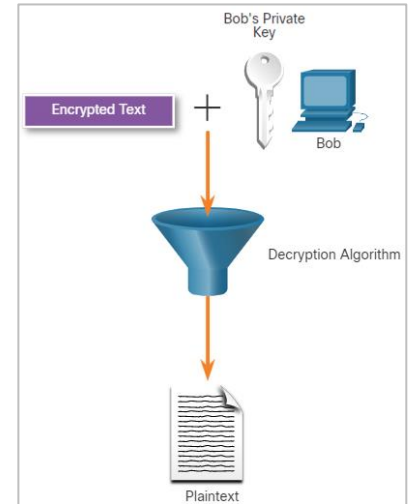 Bob's Private
Key
Encrypted Text
+
Bob
Decryption Algorithm
Plaintext